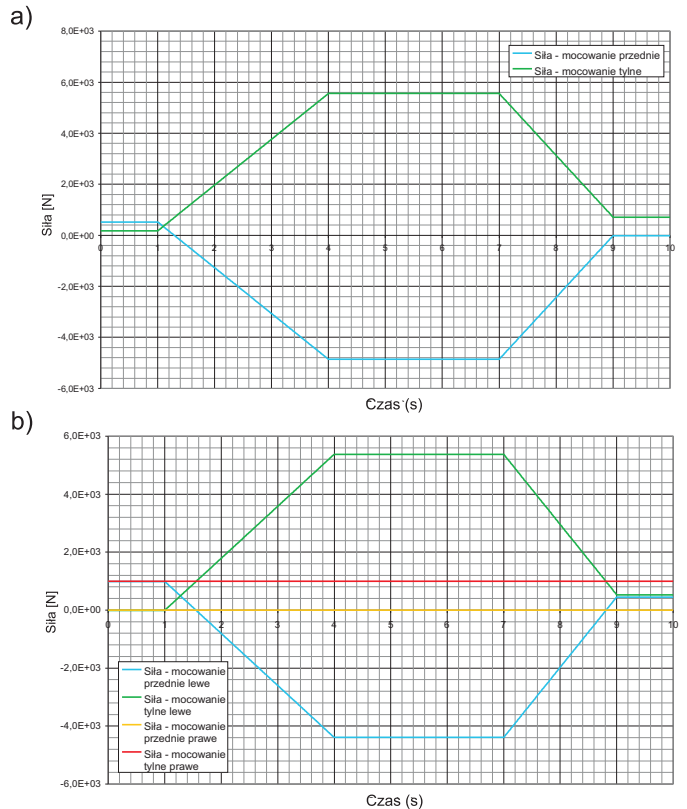 a)
8,0E+03
Siła - mocowanie przednie
Siła - mocowanie tylne
6,0E+03
4,0E+03
2,0E+03
Siła [N]
0,0E+00
0 1 2 3 4 5 6 7 8 9 10
-2,0E+03
-4,0E+03
-6,0E+03
Czas (s)
b)
6,0E+03
4,0E+03
2,0E+03
Siła [N]
0,0E+00
0 1 2 3 4 5 6 7 8 9 10
-2,0E+03
Siła - mocowanie
przednie lewe
Siła - mocowanie
tylne lewe
Siła - mocowanie
przednie prawe
Siła - mocowanie
tylne prawe
-4,0E+03
-6,0E+03
Czas (s)